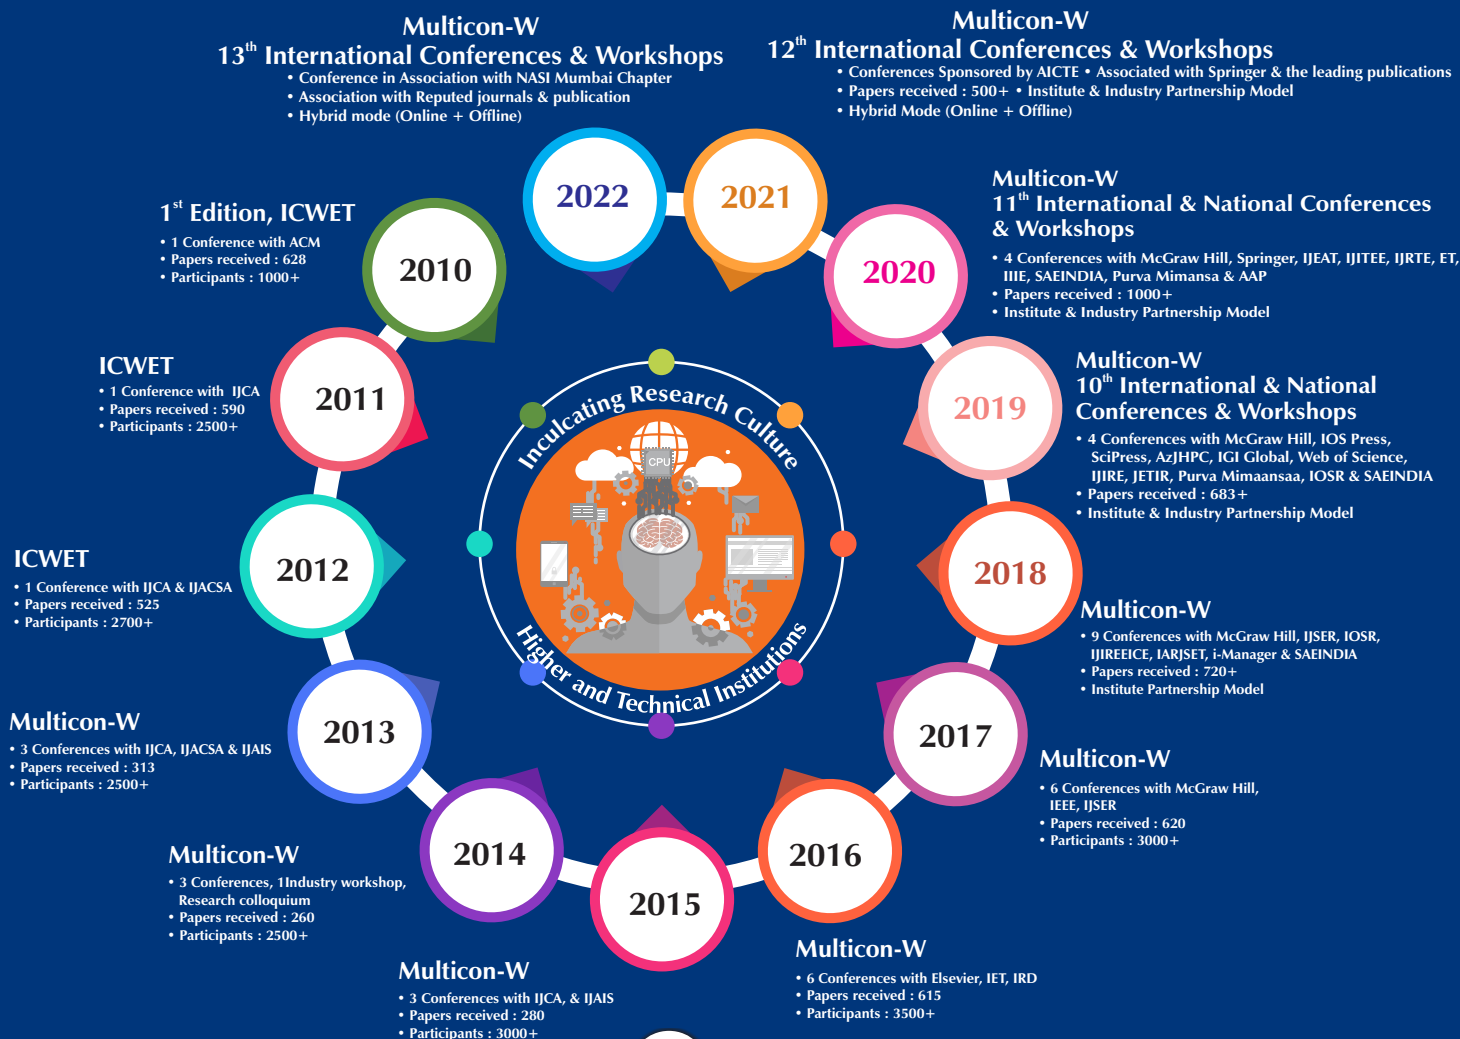 Multicon-W
13th International Conferences & Workshops
• Conference in Association with NASI Mumbai Chapter
• Association with Reputed journals & publication
• Hybrid mode (Online + Offline)
Multicon-W
12th International Conferences & Workshops
• Conferences Sponsored by AICTE • Associated with Springer & the leading publications
• Papers received : 500+ • Institute & Industry Partnership Model
• Hybrid Mode (Online + Offline)
2022
2021
1st Edition, ICWET
• 1 Conference with ACM
• Papers received : 628
• Participants : 1000+
2010
2020
Multicon-W
11th International & National Conferences
& Workshops
• 4 Conferences with McGraw Hill, Springer, IJEAT, IJITEE, IJRTE, ET,
IIIE, SAEINDIA, Purva Mimansa & AAP
• Papers received : 1000+
• Institute & Industry Partnership Model
ICWET
• 1 Conference with IJCA
• Papers received : 590
• Participants : 2500+
2011
2019
Multicon-W
10th International & National
Conferences & Workshops
• 4 Conferences with McGraw Hill, IOS Press,
SciPress, AzJHPC, IGI Global, Web of Science,
IJIRE, JETIR, Purva Mimaansaa, IOSR & SAEINDIA
• Papers received : 683+
• Institute & Industry Partnership Model
Inculcating Research Culture
CPU
Higher and Technical Institutions
ICWET
• 1 Conference with IJCA & IJACSA
• Papers received : 525
• Participants : 2700+
2012
2018
Multicon-W
• 9 Conferences with McGraw Hill, IJSER, IOSR,
IJIREEICE, IARJSET, i-Manager & SAEINDIA
• Papers received : 720+
• Institute Partnership Model
Multicon-W
• 3 Conferences with IJCA, IJACSA & IJAIS
• Papers received : 313
• Participants : 2500+
2013
2017
Multicon-W
• 6 Conferences with McGraw Hill,
IEEE, IJSER
• Papers received : 620
• Participants : 3000+
Multicon-W
• 3 Conferences, 1Industry workshop,
Research colloquium
• Papers received : 260
• Participants : 2500+
2014
2015
2016
Multicon-W
• 3 Conferences with IJCA, & IJAIS
• Papers received : 280
• Participants : 3000+
Multicon-W
• 6 Conferences with Elsevier, IET, IRD
• Papers received : 615
• Participants : 3500+